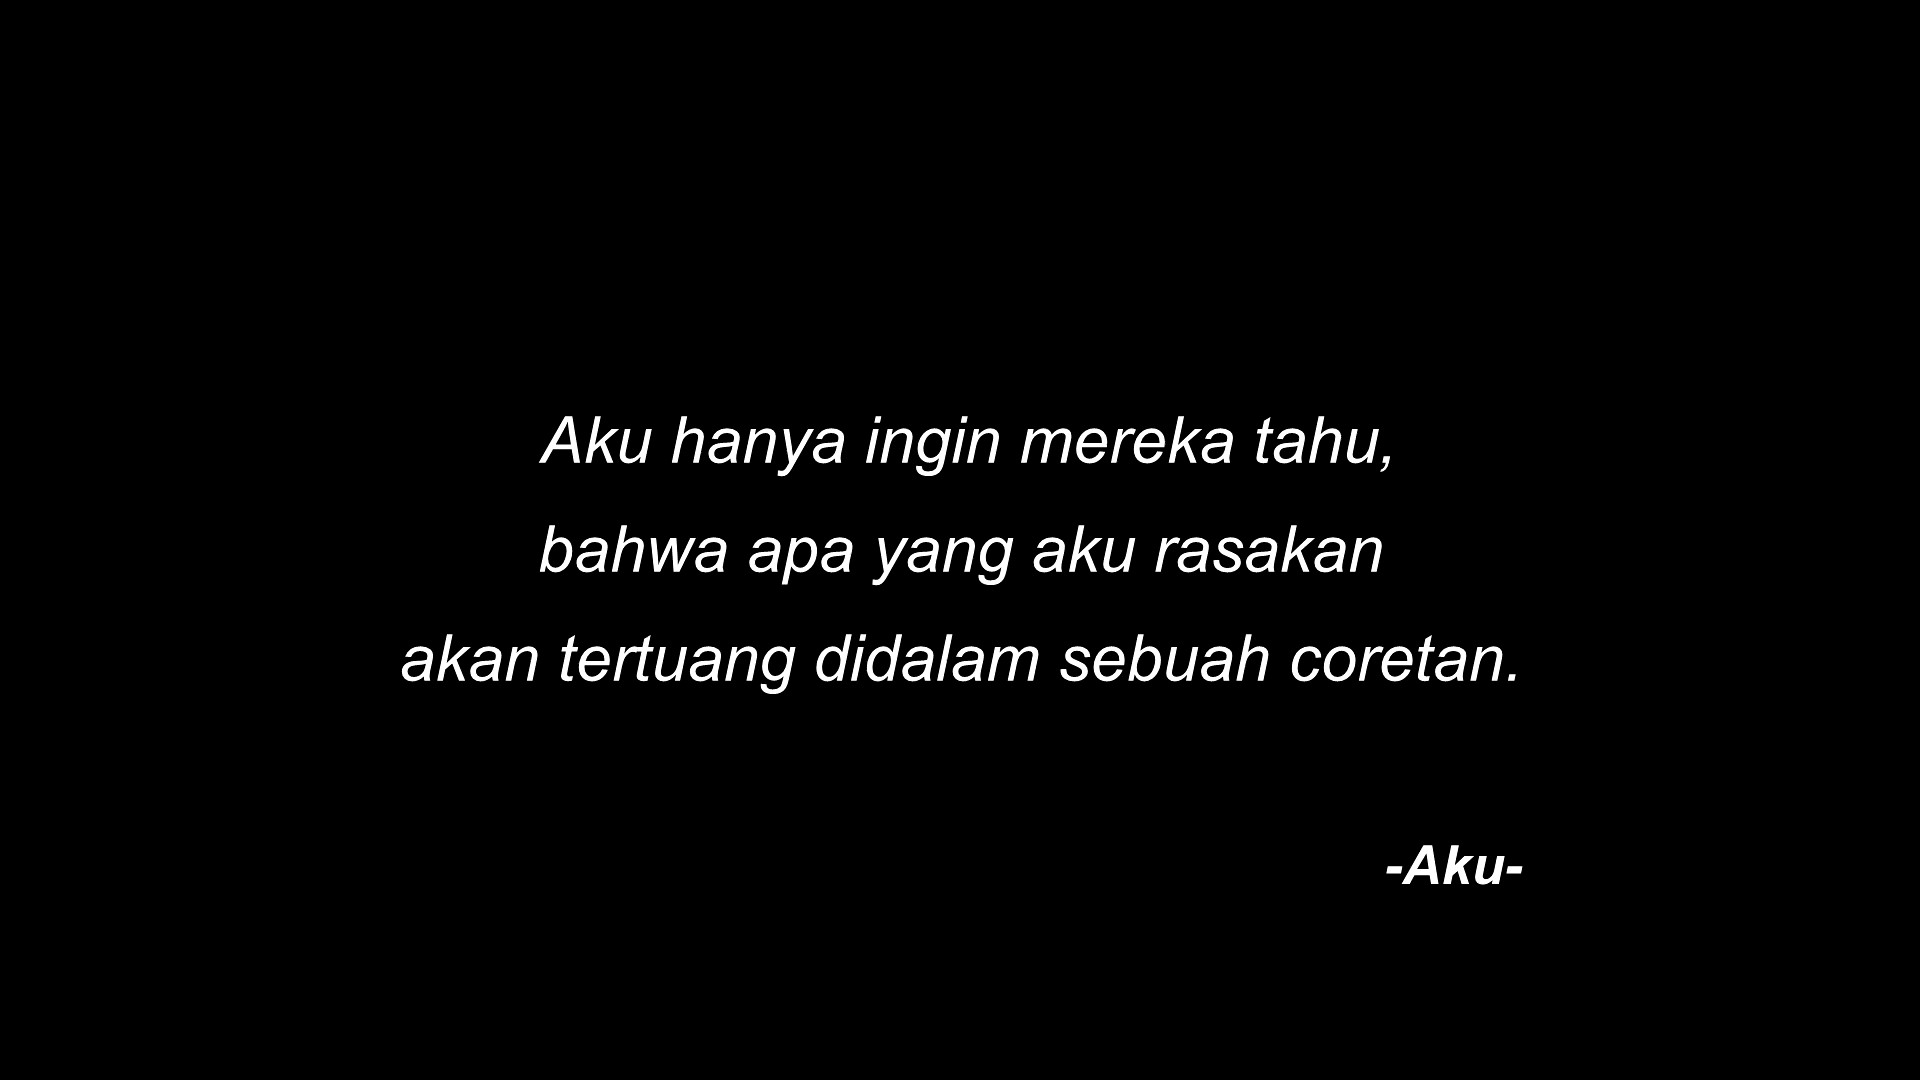 Aku hanya ingin mereka tahu,
bahwa apa yang aku rasakan
akan tertuang didalam sebuah coretan.
-Aku-